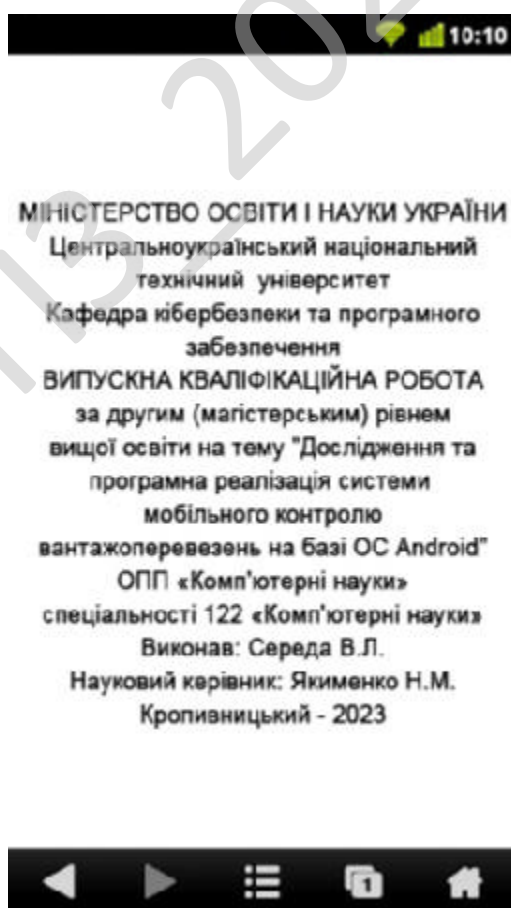 13_202
10:10
МІНІСТЕРСТВО ОСВІТИ І НАУКИ УКРАЇНИ
Центральноукраїнський національний
технічний університет
Кафедра кібербезпеки та програмного
забезпечення
ВИПУСКНА КВАЛІФІКАЦІЙНА РОБОТА
за другим (магістерським) рівнем
вищої освіти на тему "Дослідження та
програмна реалізація системи
мобільного контролю
вантажоперевезень на базі ОС Android"
ОПП «Комп'ютерні науки»
спеціальності 122 «Комп'ютерні науки»
Виконав: Середа В.Л.
Науковий керівник: Якименко Н.М.
Кропивницький - 2023
1